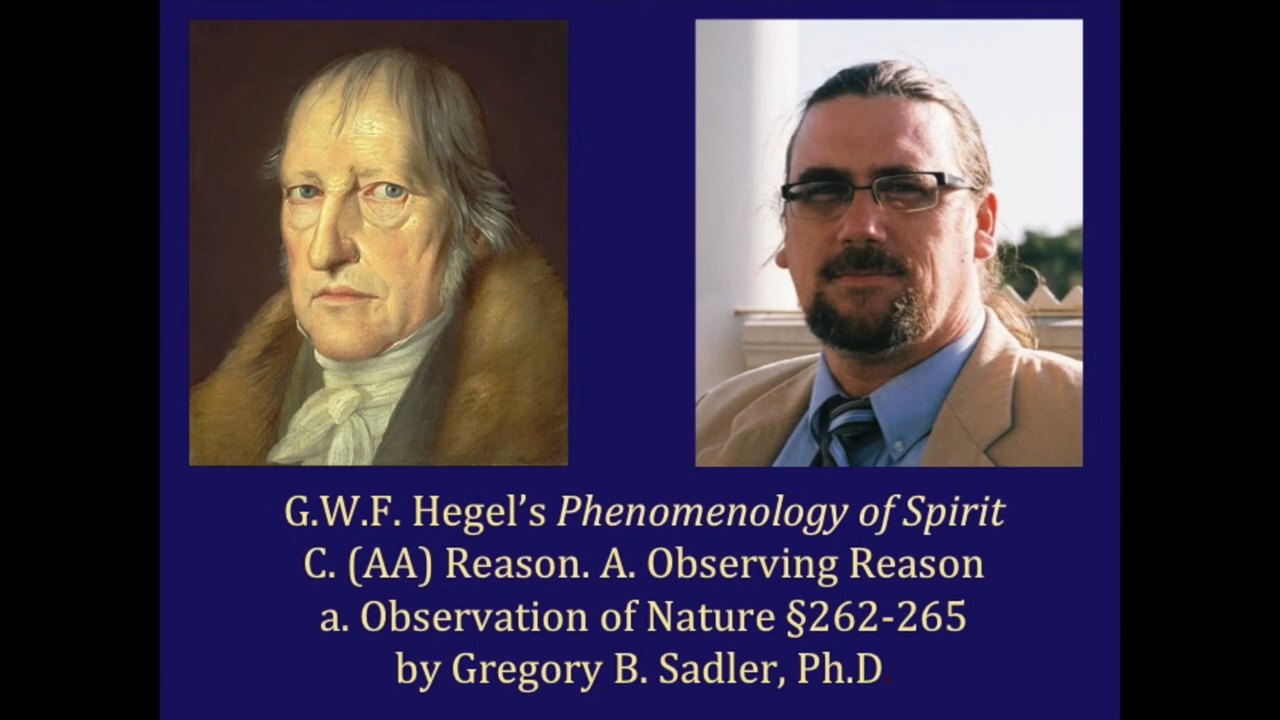 G.W.F. Hegel’s Phenomenology of Spirit
C. (AA) Reason. A. Observing Reason
a. Observation of Nature §262-265
by Gregory B. Sadler, Ph.D.